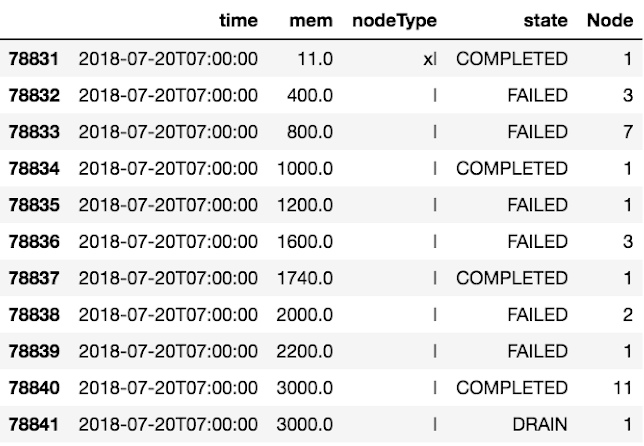 time mem nodeType state Node
78831 2018-07-20T07:00:00 11.0 xl COMPLETED 1
78832 2018-07-20T07:00:00 400.0 l FAILED 3
78833 2018-07-20T07:00:00 800.0 l FAILED 7
78834 2018-07-20T07:00:00 1000.0 l COMPLETED 1
78835 2018-07-20T07:00:00 1200.0 l FAILED 1
78836 2018-07-20T07:00:00 1600.0 l FAILED 3
78837 2018-07-20T07:00:00 1740.0 l COMPLETED 1
78838 2018-07-20T07:00:00 2000.0 l FAILED 2
78839 2018-07-20T07:00:00 2200.0 l FAILED 1
78840 2018-07-20T07:00:00 3000.0 l COMPLETED 11
78841 2018-07-20T07:00:00 3000.0 l DRAIN 1